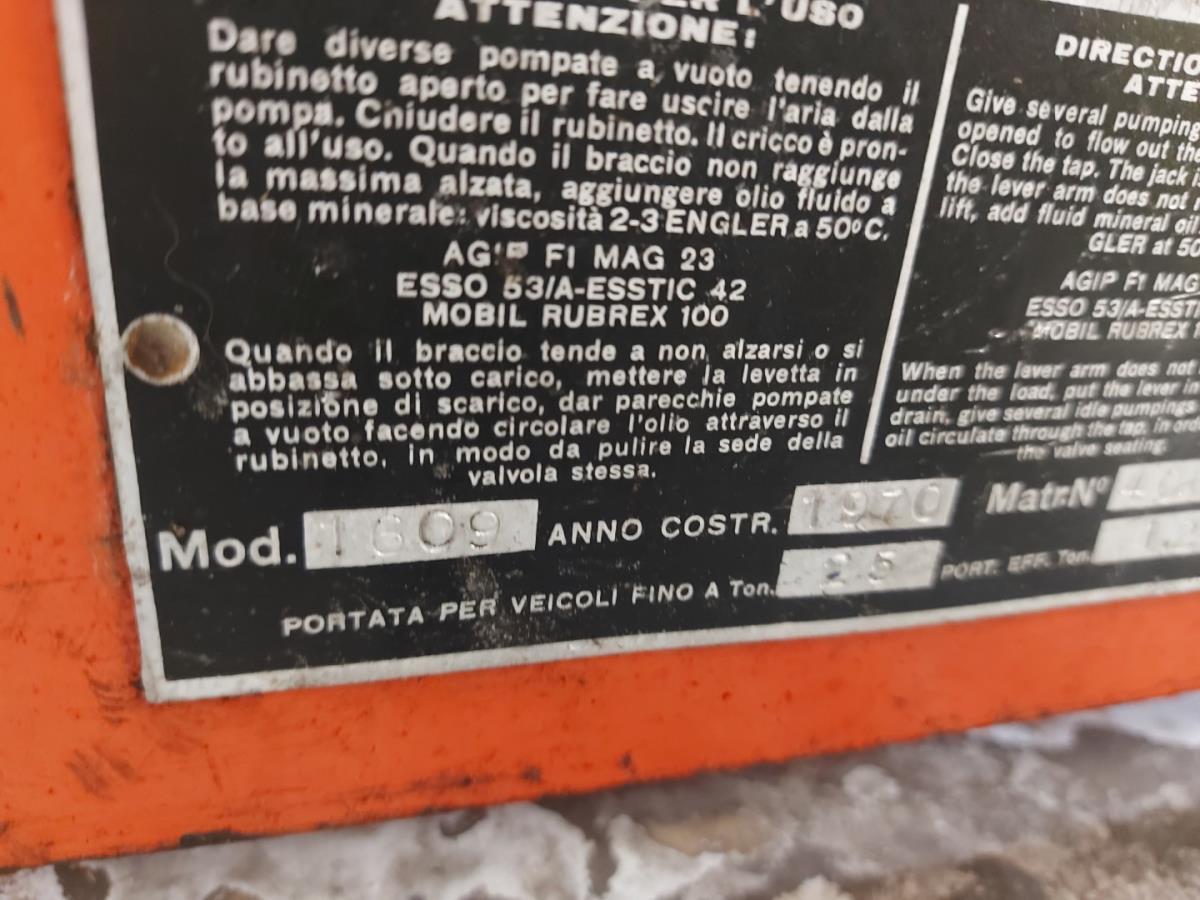 L'USO
ATTENZIONE:
Dare diverse pompate a vuoto tenendo il
rubinetto aperto per fare uscire l'aria dalla
pompa. Chiudere il rubinetto. Il cricco è pron-
to all'uso. Quando il braccio non raggiunge
la massima alzata, aggiungere olio fluido a
base minerale: viscosità 2-3 ENGLER a 50° C.
AGIP F1 MAG 23
ESSO 53/A-ESSTIC 42
MOBIL RUBREX 100
Quando il braccio tende a non alzarsi o si
abbassa sotto carico, mettere la levetta in
posizione di scarico, dar parecchie pompate
a vuoto facendo circolare l'olio attraverso il
rubinetto, in modo da pulire la sede della
valvola stessa.
DIRECTIO
ATTE
Give several pumping
opened to flow out the
Close the tap. The jack i
the lever arm does not
lift, add fluid mineral oil
GLER at 50
AGIP F1 MAG
ESSO 53/A-ESST
MOBIL RUBREX
When the lever arm does not
under the load, put the lever in
drain, give several idle pumpings
oil circulate through the tap, in ord
the valve seating.
Mod. 1609 ANNO COSTR. 1970 Matr.N°
PORTATA PER VEICOLI FINO A Ton. 25 PORT. EFF. Ton.